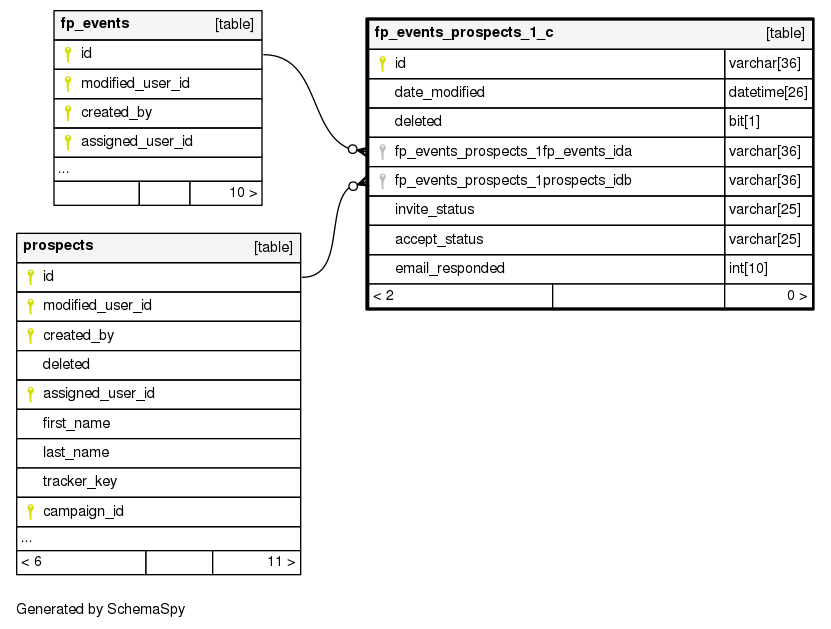 fp_events [table]
id
modified_user_id
created_by
assigned_user_id
...
10 >
prospects [table]
id
modified_user_id
created_by
deleted
assigned_user_id
first_name
last_name
tracker_key
campaign_id
...
< 6 11 >
fp_events_prospects_1_c [table]
id varchar[36]
date_modified datetime[26]
deleted bit[1]
fp_events_prospects_1fp_events_ida varchar[36]
fp_events_prospects_1prospects_idb varchar[36]
invite_status varchar[25]
accept_status varchar[25]
email_responded int[10]
< 2 0 >
Generated by SchemaSpy